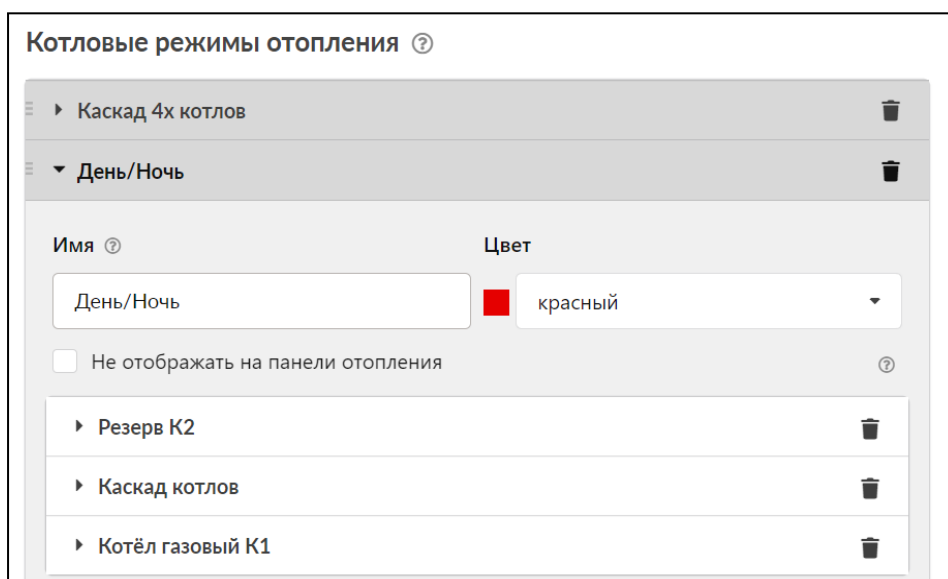 Котловые режимы отопления ?
Каскад 4х котлов
День/Ночь
Имя ? Цвет
День/Ночь красный
Не отображать на панели отопления ?
Резерв К2
Каскад котлов
Котёл газовый К1